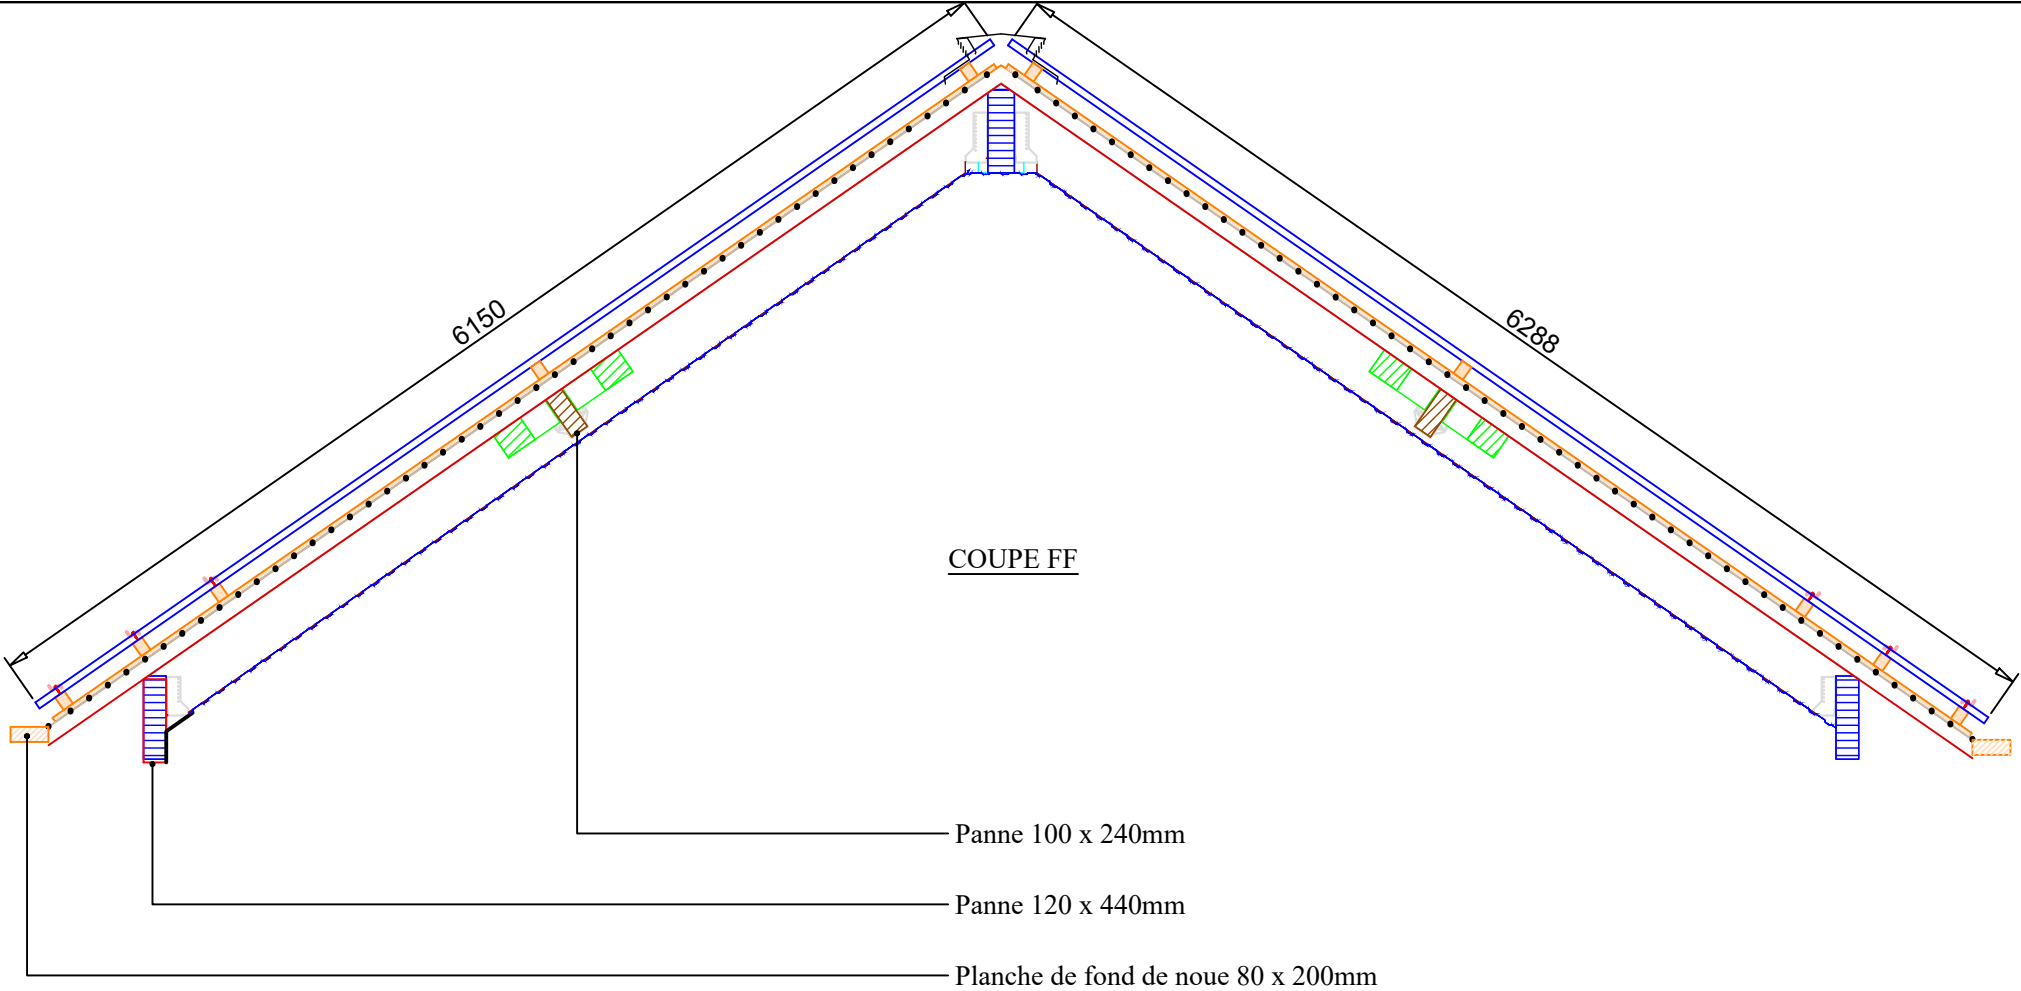 6150
6288
COUPE FF
Panne 100 x 240mm
Panne 120 x 440mm
Planche de fond de noue 80 x 200mm